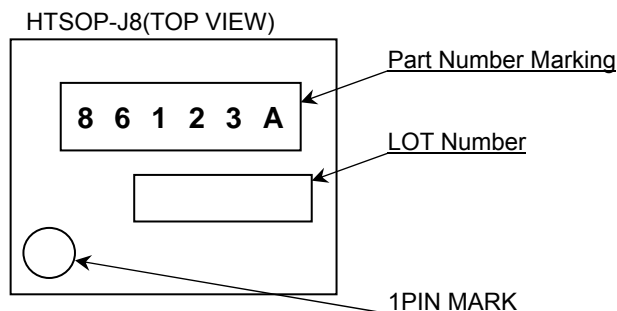 HTSOP-J8(TOP VIEW)
Part Number Marking
8 6 1 2 3 A
LOT Number
1PIN MARK